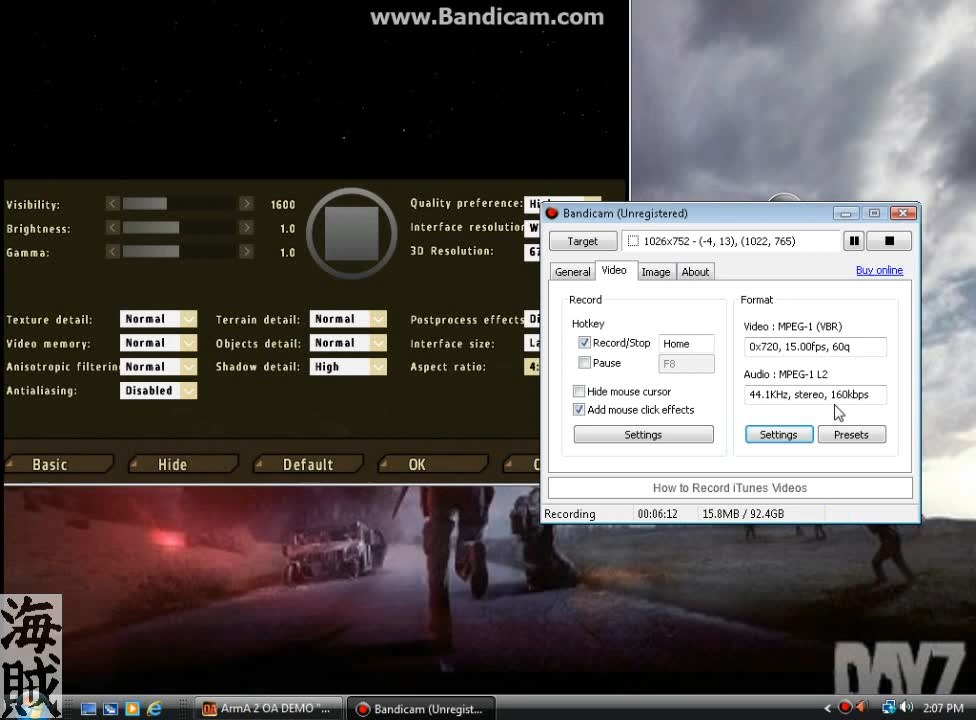 www.Bandicam.com
Visibility: 1600
Brightness: 1.0
Gamma: 1.0
Quality preference:
Interface resolution
3D Resolution:
Texture detail: Normal
Terrain detail: Normal
Postprocess effects
Video memory: Normal
Objects detail: Normal
Interface size:
Anisotropic filterin Normal
Shadow detail: High
Aspect ratio:
Antialiasing: Disabled
Basic
Hide
Default
OK
Bandicam (Unregistered)
Target
1026x752 - (-4, 13), (1022, 765)
General Video Image About
Buy online
Record
Hotkey
Record/Stop Home
Pause F8
Hide mouse cursor
Add mouse click effects
Settings
Format
Video : MPEG-1 (VBR)
0x720, 15.00fps, 60q
Audio : MPEG-1 L2
44.1KHz, stereo, 160kbps
Settings Presets
How to Record iTunes Videos
Recording 00:06:12 15.8MB / 92.4GB
海賊
DAYZ
ArmA 2 OA DEMO "...
Bandicam (Unregist...
2:07 PM